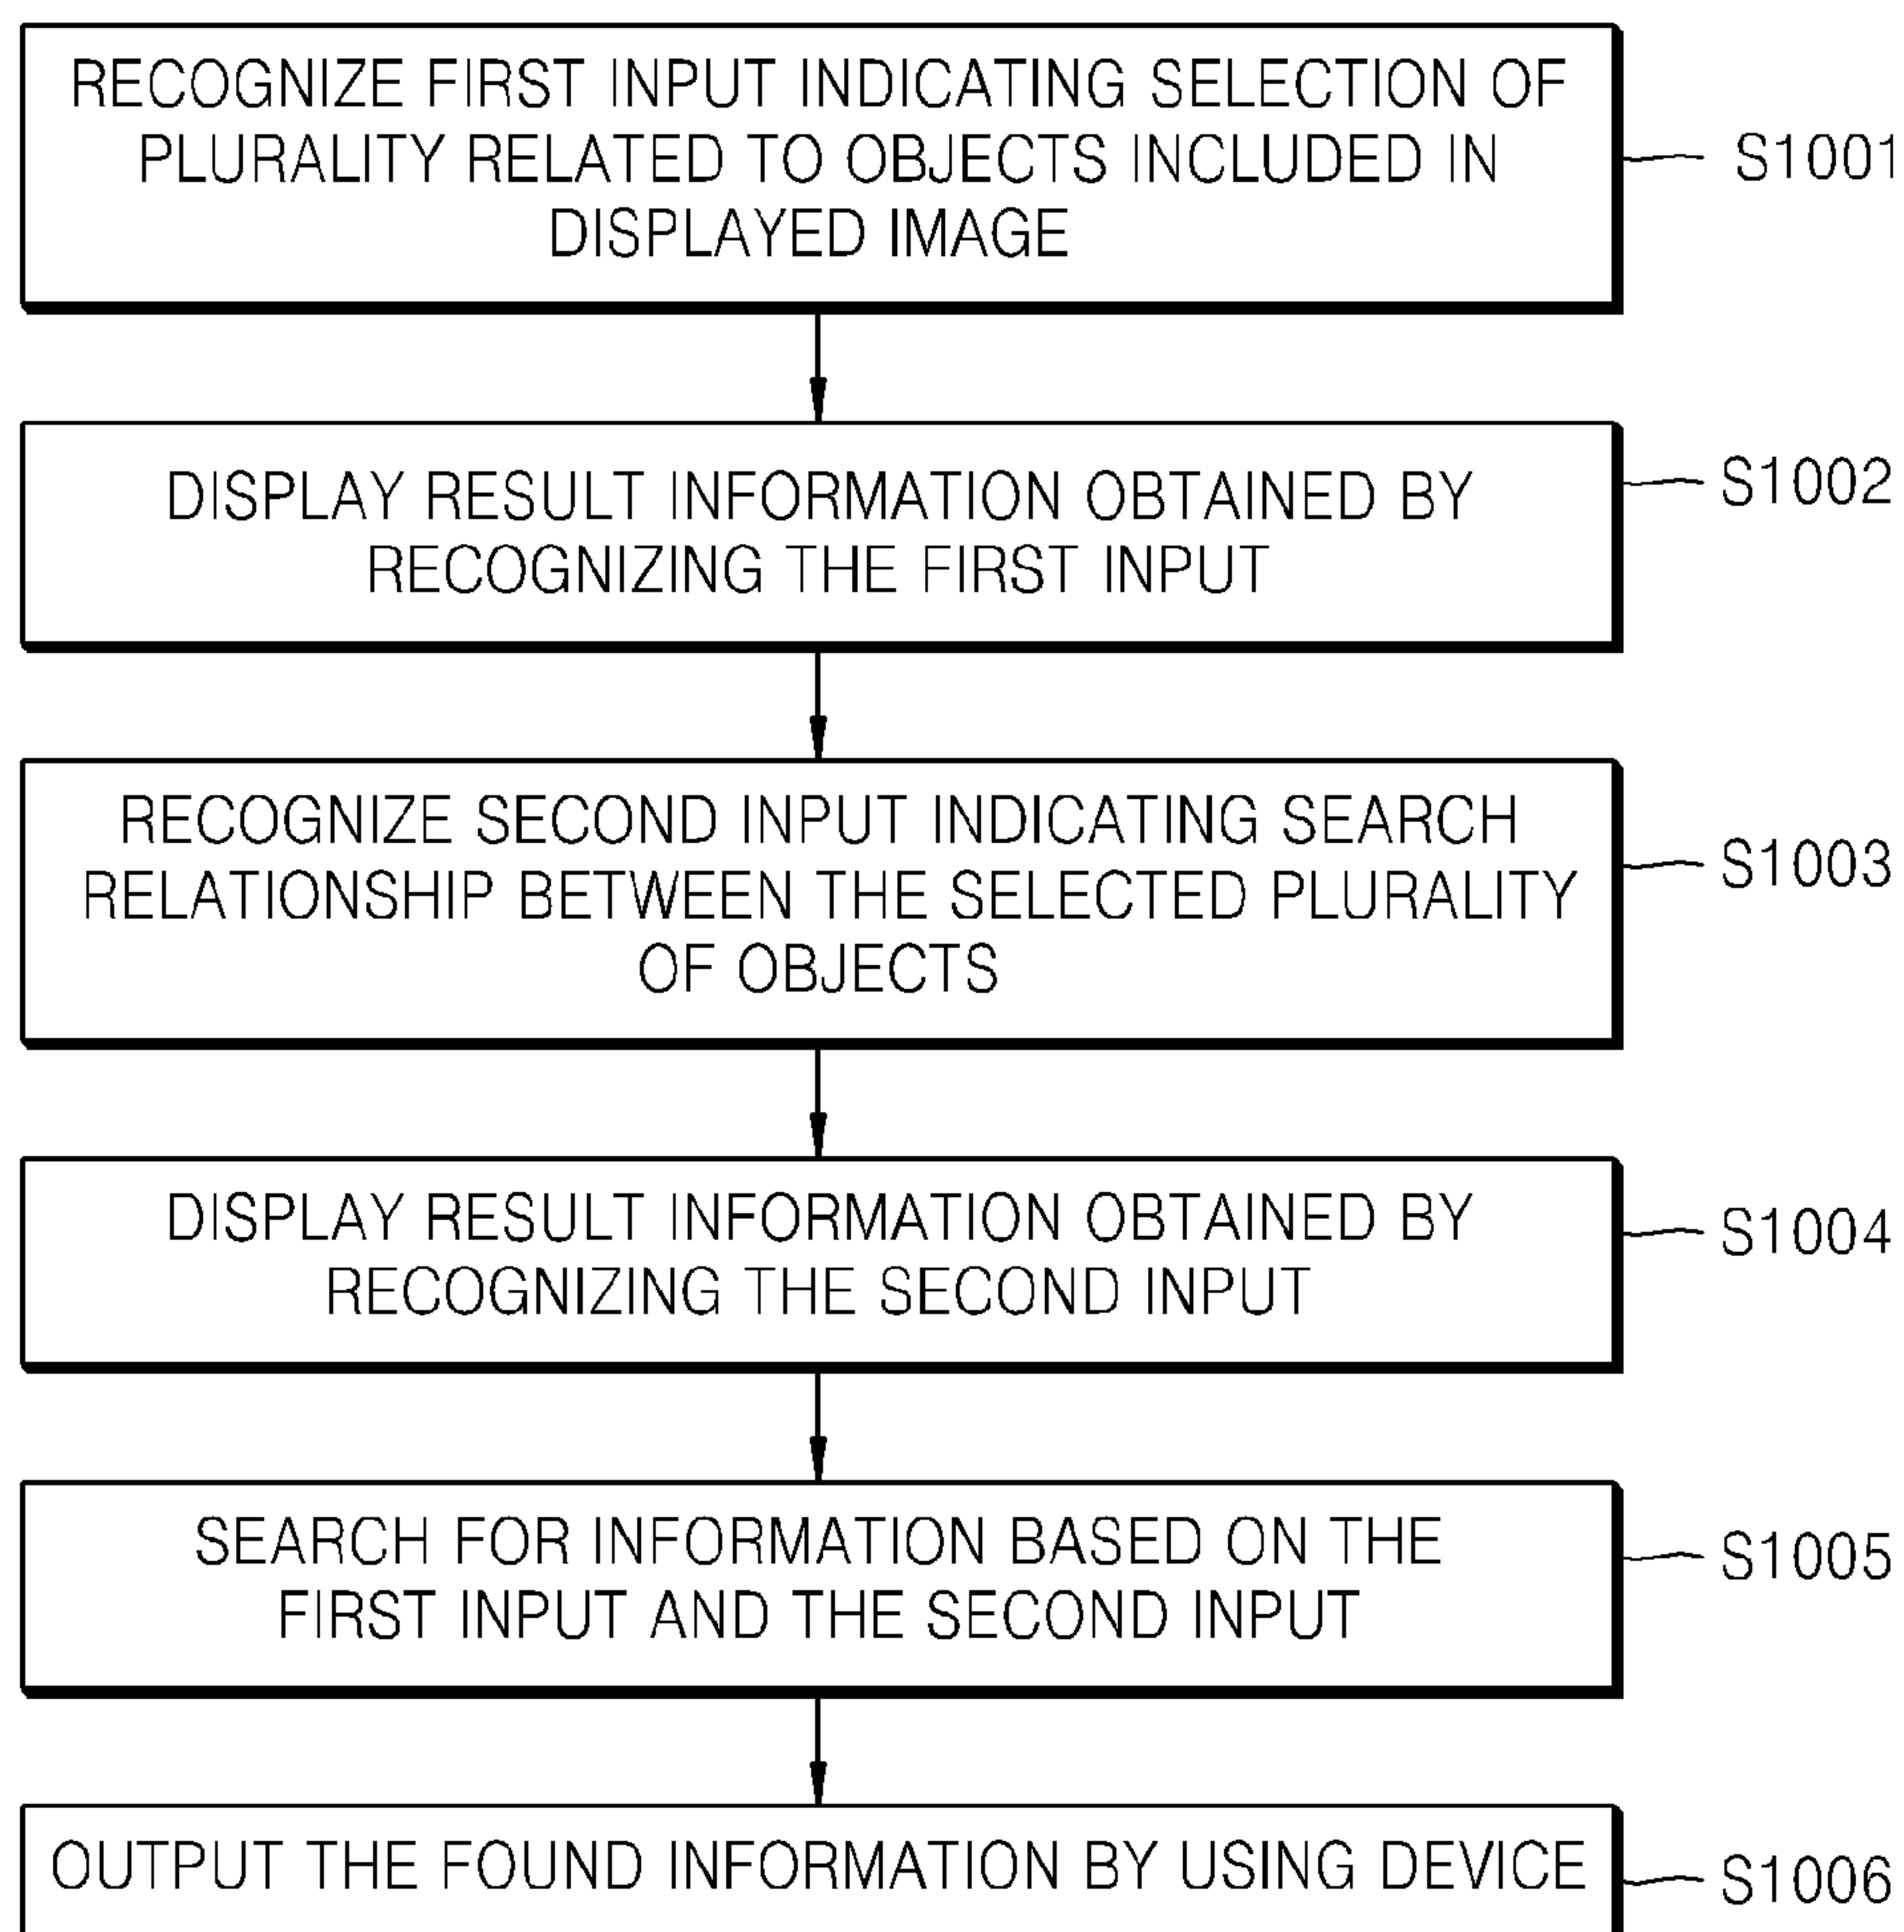 RECOGNIZE FIRST INPUT INDICATING SELECTION OF
PLURALITY RELATED TO OBJECTS INCLUDED IN
DISPLAYED IMAGE
S1001
DISPLAY RESULT INFORMATION OBTAINED BY
RECOGNIZING THE FIRST INPUT
S1002
RECOGNIZE SECOND INPUT INDICATING SEARCH
RELATIONSHIP BETWEEN THE SELECTED PLURALITY
OF OBJECTS
S1003
DISPLAY RESULT INFORMATION OBTAINED BY
RECOGNIZING THE SECOND INPUT
S1004
SEARCH FOR INFORMATION BASED ON THE
FIRST INPUT AND THE SECOND INPUT
S1005
OUTPUT THE FOUND INFORMATION BY USING DEVICE
S1006